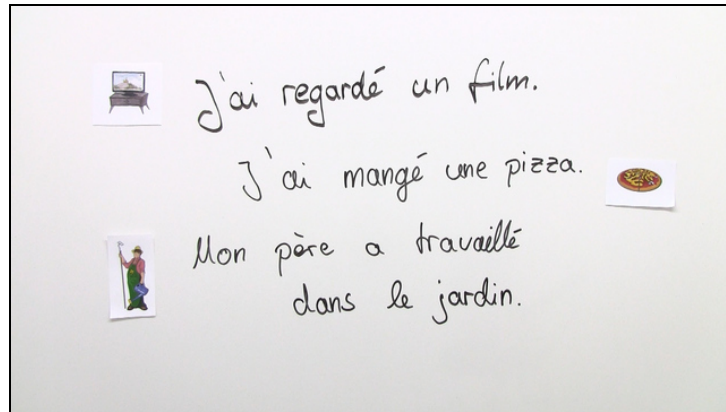 J'ai regardé un film.
J'ai mangé une pizza.
Mon père a travaillé
dans le jardin.